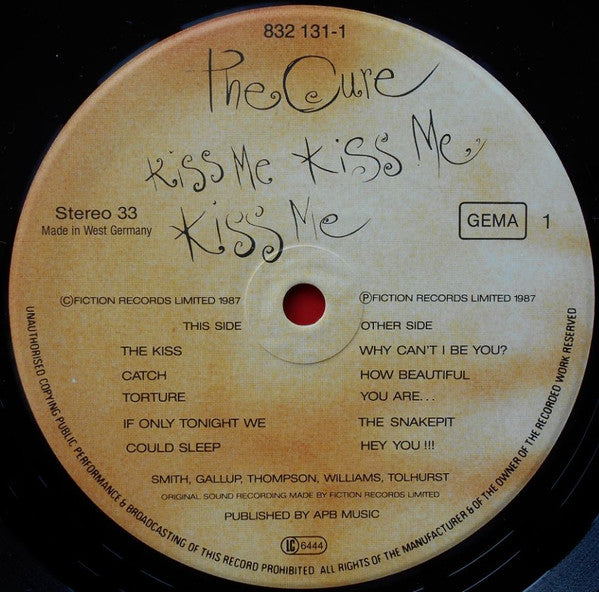 832 131-1
The Cure
Kiss Me Kiss Me
Kiss Me
Stereo 33
Made in West Germany
GEMA 1
©FICTION RECORDS LIMITED 1987
℗FICTION RECORDS LIMITED 1987
THIS SIDE
THE KISS
CATCH
TORTURE
IF ONLY TONIGHT WE
COULD SLEEP
OTHER SIDE
WHY CAN'T I BE YOU?
HOW BEAUTIFUL
YOU ARE...
THE SNAKEPIT
HEY YOU !!!
SMITH, GALLUP, THOMPSON, WILLIAMS, TOLHURST
ORIGINAL SOUND RECORDING MADE BY FICTION RECORDS LIMITED
PUBLISHED BY APB MUSIC
LC 6444
UNAUTHORISED COPYING PUBLIC PERFORMANCE & BROADCASTING OF THIS RECORD PROHIBITED ALL RIGHTS OF THE MANUFACTURER & OF THE OWNER OF THE RECORDED WORK RESERVED